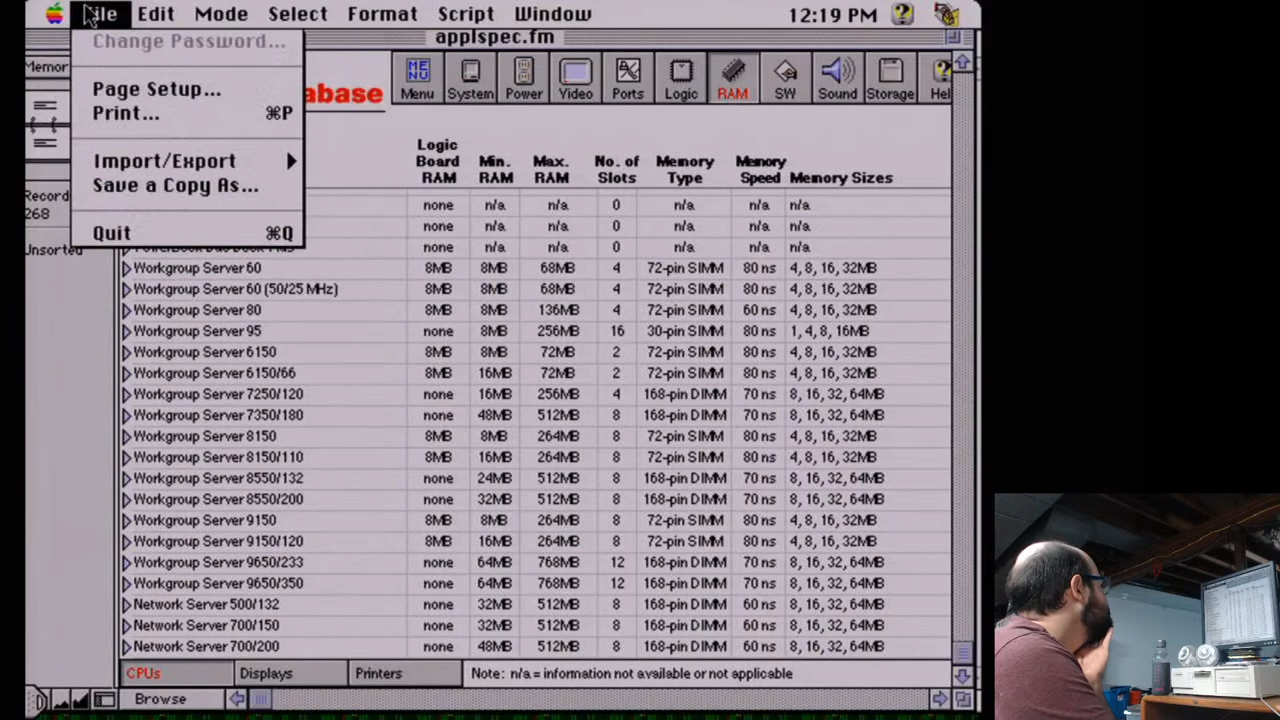 File Edit Mode Select Format Script Window 12:19 PM
applspec.fm
Change Password...
Page Setup...
Print... ⌘P
Import/Export
Save a Copy As...
Quit ⌘Q
Memor
Record
268
Unsorted
abase
MENU
Menu System Power Video Ports Logic RAM SW Sound Storage Hel
Logic Board RAM Min. RAM Max. RAM No. of Slots Memory Type Memory Speed Memory Sizes
none n/a n/a 0 n/a n/a n/a
none n/a n/a 0 n/a n/a n/a
none n/a n/a 0 n/a n/a n/a
Workgroup Server 60 8MB 8MB 68MB 4 72-pin SIMM 80 ns 4, 8, 16, 32MB
Workgroup Server 60 (50/25 MHz) 8MB 8MB 68MB 4 72-pin SIMM 80 ns 4, 8, 16, 32MB
Workgroup Server 80 8MB 8MB 136MB 4 72-pin SIMM 60 ns 4, 8, 16, 32MB
Workgroup Server 95 none 8MB 256MB 16 30-pin SIMM 80 ns 1, 4, 8, 16MB
Workgroup Server 6150 8MB 8MB 72MB 2 72-pin SIMM 80 ns 4, 8, 16, 32MB
Workgroup Server 6150/66 8MB 16MB 72MB 2 72-pin SIMM 80 ns 4, 8, 16, 32MB
Workgroup Server 7250/120 none 16MB 256MB 4 168-pin DIMM 70 ns 8, 16, 32, 64MB
Workgroup Server 7350/180 none 48MB 512MB 8 168-pin DIMM 70 ns 8, 16, 32, 64MB
Workgroup Server 8150 8MB 8MB 264MB 8 72-pin SIMM 80 ns 4, 8, 16, 32MB
Workgroup Server 8150/110 none 16MB 264MB 8 72-pin SIMM 80 ns 4, 8, 16, 32MB
Workgroup Server 8550/132 none 24MB 512MB 8 168-pin DIMM 70 ns 8, 16, 32, 64MB
Workgroup Server 8550/200 none 32MB 512MB 8 168-pin DIMM 70 ns 8, 16, 32, 64MB
Workgroup Server 9150 8MB 8MB 264MB 8 72-pin SIMM 80 ns 4, 8, 16, 32MB
Workgroup Server 9150/120 none 16MB 264MB 8 72-pin SIMM 80 ns 4, 8, 16, 32MB
Workgroup Server 9650/233 none 64MB 768MB 12 168-pin DIMM 70 ns 8, 16, 32, 64MB
Workgroup Server 9650/350 none 64MB 768MB 12 168-pin DIMM 70 ns 8, 16, 32, 64MB
Network Server 500/132 none 32MB 512MB 8 168-pin DIMM 60 ns 8, 16, 32, 64MB
Network Server 700/150 none 32MB 512MB 8 168-pin DIMM 60 ns 8, 16, 32, 64MB
Network Server 700/200 none 48MB 512MB 8 168-pin DIMM 60 ns 8, 16, 32, 64MB
CPUs Displays Printers Note: n/a = information not available or not applicable
Browse